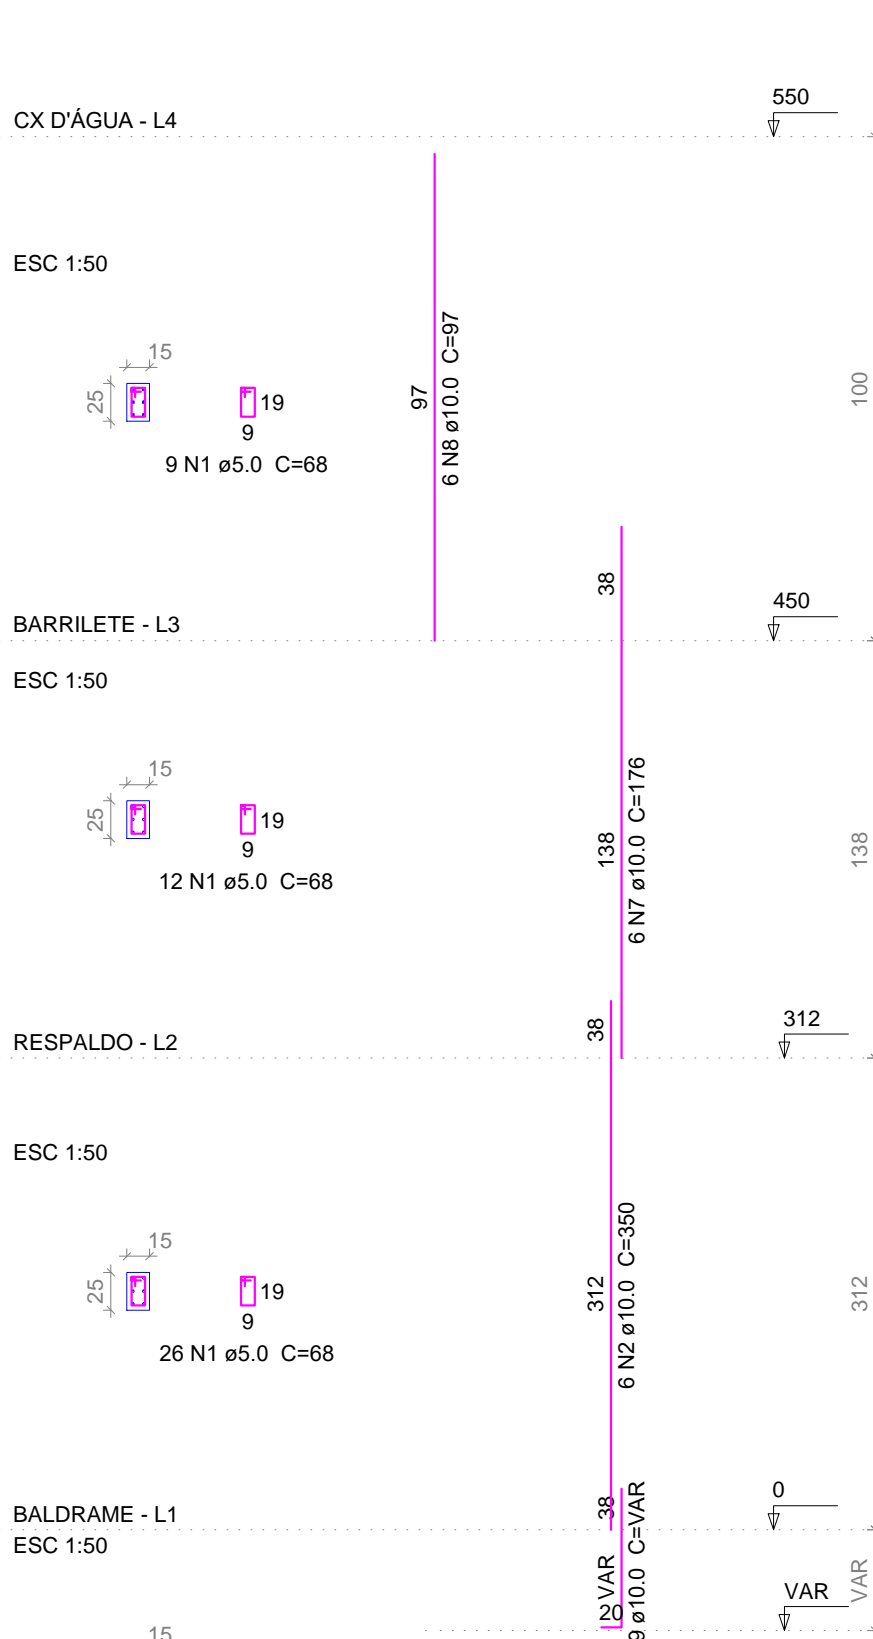 550
CX D'ÁGUA - L4
ESC 1:50
15
25
19
9
9 N1 ø5.0 C=68
97
6 N8 ø10.0 C=97
100
38
450
BARRILETE - L3
ESC 1:50
15
25
19
9
12 N1 ø5.0 C=68
138
6 N7 ø10.0 C=176
138
38
312
RESPALDO - L2
ESC 1:50
15
25
19
9
26 N1 ø5.0 C=68
312
6 N2 ø10.0 C=350
312
38
0
BALDRAME - L1
ESC 1:50
VAR
20
9 ø10.0 C=VAR
VAR
VAR
15